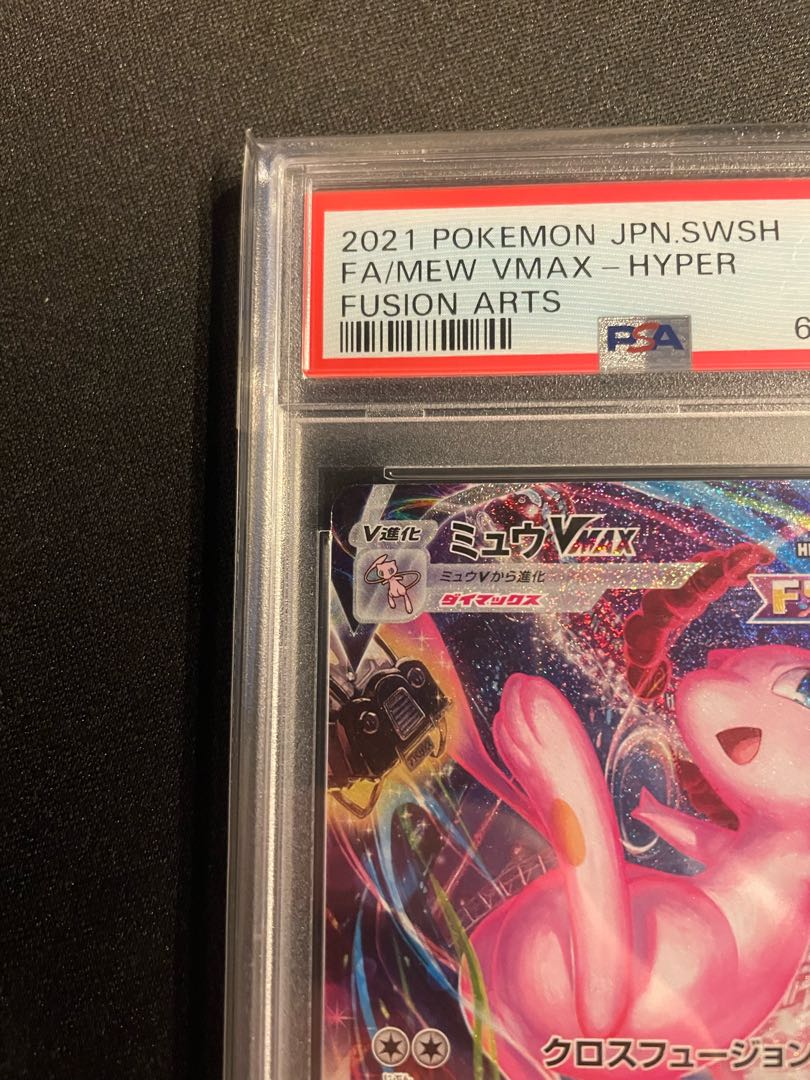 2021 POKEMON JPN.SWSH
FA/MEW VMAX-HYPER
FUSION ARTS
PSA
6
V進化
ミュウVMAX
ミュウVから進化
ダイマックス
クロスフュージョン